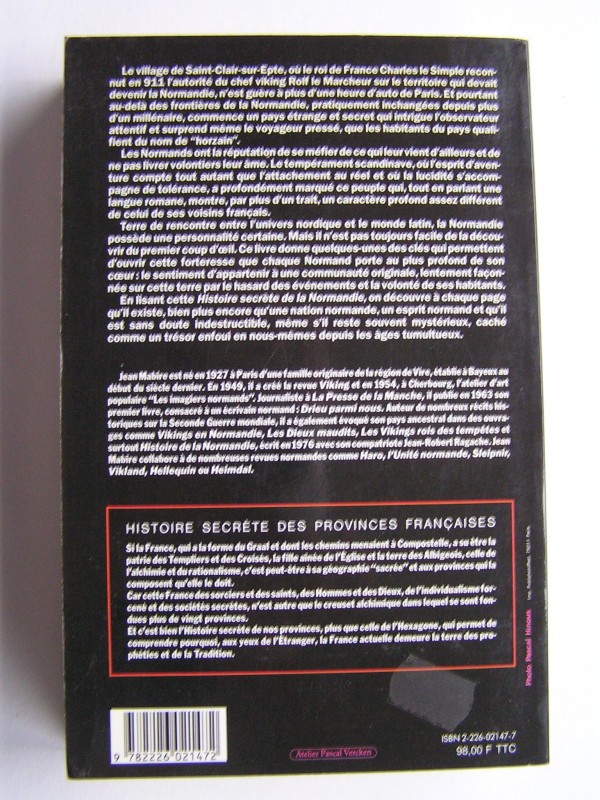 Le village de Saint-Clair-sur-Epte, où le roi de France Charles le Simple recon-
nut en 911 l'autorité du chef viking Rolf le Marcheur sur le territoire qui devait
devenir la Normandie, n'est guère à plus d'une heure d'auto de Paris. Et pourtant
au-delà des frontières de la Normandie, pratiquement inchangées depuis plus
d'un millénaire, commence un pays étrange et secret qui intrigue l'observateur
attentif et surprend même le voyageur pressé, que les habitants du pays quali-
fient du nom de "horzain".
Les Normands ont la réputation de se méfier de ce qui leur vient d'ailleurs et de
ne pas livrer volontiers leur âme. Le tempérament scandinave, où l'esprit d'aven-
ture compte tout autant que l'attachement au réel et où la lucidité s'accom-
pagne de tolérance, a profondément marqué ce peuple qui, tout en parlant une
langue romane, montre, par plus d'un trait, un caractère profond assez différent
de celui de ses voisins français.
Terre de rencontre entre l'univers nordique et le monde latin, la Normandie
possède une personnalité certaine. Mais il n'est pas toujours facile de la décou-
vrir du premier coup d'œil. Ce livre donne quelques-unes des clés qui permettent
d'ouvrir cette forteresse que chaque Normand porte au plus profond de son
cœur : le sentiment d'appartenir à une communauté originale, lentement façon-
née sur cette terre par le hasard des événements et la volonté de ses habitants.
En lisant cette Histoire secrète de la Normandie, on découvre à chaque page
qu'il existe, bien plus encore qu'une nation normande, un esprit normand et qu'il
est sans doute indestructible, même s'il reste souvent mystérieux, caché
comme un trésor enfoui en nous-mêmes depuis les âges tumultueux.
Jean Mabire est né en 1927 à Paris d'une famille originaire de la région de Vire, établie à Bayeux au
début du siècle dernier. En 1949, il a créé la revue Viking et en 1954, à Cherbourg, l'atelier d'art
populaire "Les imagiers normands". Journaliste à La Presse de la Manche, il publie en 1963 son
premier livre, consacré à un écrivain normand : Drieu parmi nous. Auteur de nombreux récits his-
toriques sur la Seconde Guerre mondiale, il a également évoqué son pays ancestral dans des ouvra-
ges comme Vikings en Normandie, Les Dieux maudits, Les Vikings rois des tempêtes et
surtout Histoire de la Normandie, écrit en 1976 avec son compatriote Jean-Robert Ragache. Jean
Mabire collabore à de nombreuses revues normandes comme Haro, l'Unité normande, Sleipnir,
Vikland, Hellequin ou Heimdal.
HISTOIRE SECRÈTE DES PROVINCES FRANÇAISES
Si la France, qui a la forme du Graal et dont les chemins menaient à Compostelle, a su être la
patrie des Templiers et des Croisés, la fille aînée de l'Église et la terre des Albigeois, celle de
l'alchimie et du rationalisme, c'est peut-être à sa géographie "sacrée" et aux provinces qui la
composent qu'elle le doit.
Car cette France des sorciers et des saints, des Hommes et des Dieux, de l'individualisme for-
cené et des sociétés secrètes, n'est autre que le creuset alchimique dans lequel se sont fon-
dues plus de vingt provinces.
Et c'est bien l'Histoire secrète de nos provinces, plus que celle de l'Hexagone, qui permet de
comprendre pourquoi, aux yeux de l'Étranger, la France actuelle demeure la terre des pro-
phéties et de la Tradition.
Photo Pascal Hinous
9 782226 021472
Atelier Pascal Vercken
ISBN 2-226-02147-7
98,00 F TTC